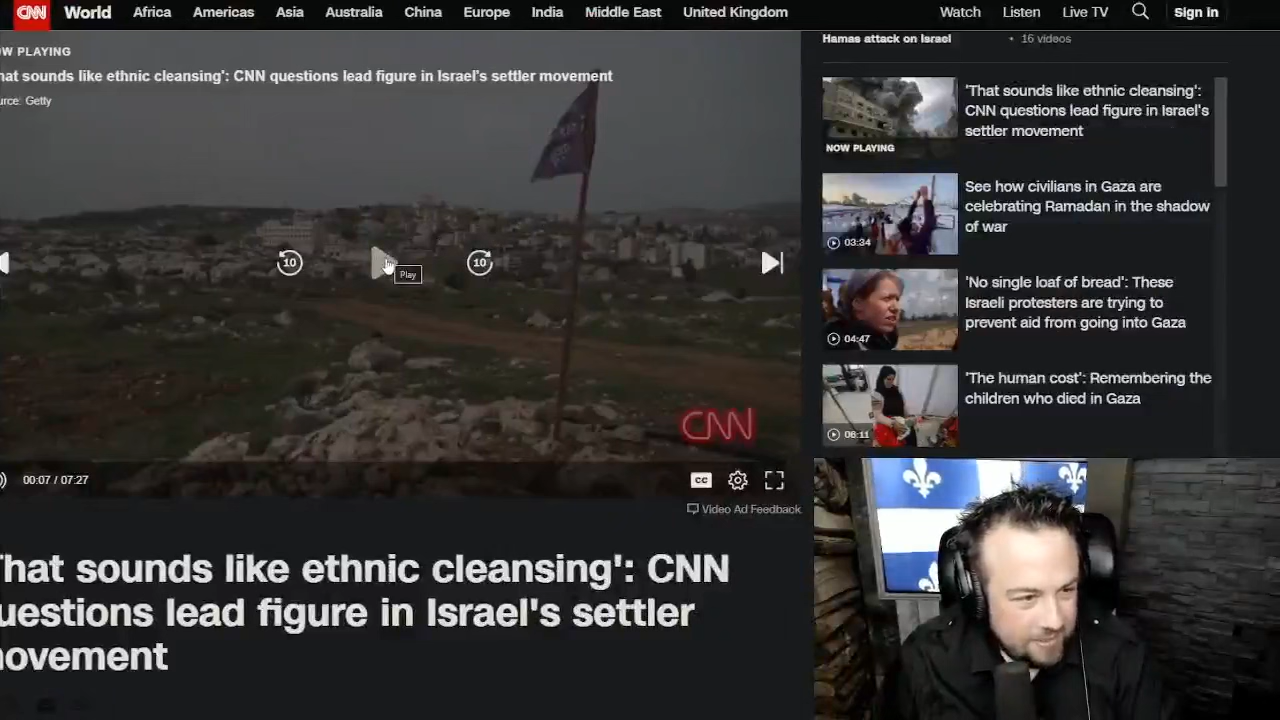 CNN World Africa Americas Asia Australia China Europe India Middle East United Kingdom Watch Listen Live TV Sign in
OW PLAYING
hat sounds like ethnic cleansing': CNN questions lead figure in Israel's settler movement
urce: Getty
10
Play
10
CNN
00:07 / 07:27
CC
Video Ad Feedback
hat sounds like ethnic cleansing': CNN
uestions lead figure in Israel's settler
ovement
Hamas attack on Israel • 16 videos
'That sounds like ethnic cleansing':
CNN questions lead figure in Israel's
settler movement
NOW PLAYING
See how civilians in Gaza are
celebrating Ramadan in the shadow
of war
03:34
'No single loaf of bread': These
Israeli protesters are trying to
prevent aid from going into Gaza
04:47
'The human cost': Remembering the
children who died in Gaza
06:11